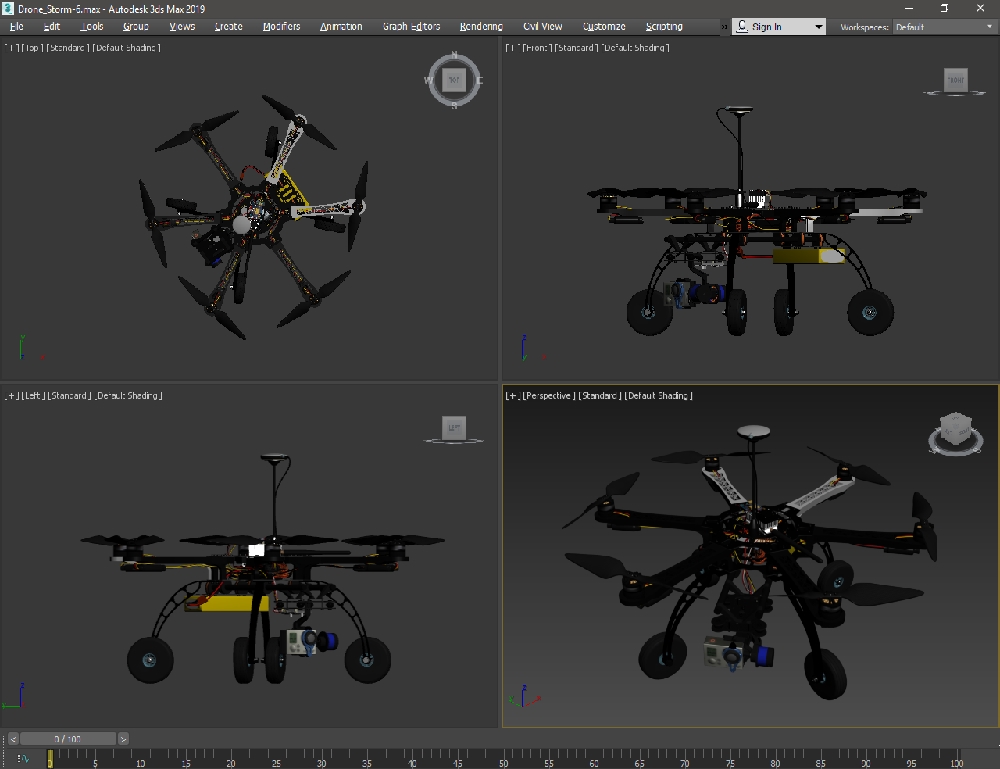 Drone_Storm-6.max - Autodesk 3ds Max 2019
File Edit Tools Group Views Create Modifiers Animation Graph Editors Rendering Civil View Customize Scripting » Sign In Workspaces: Default
[+] [Top] [Standard] [Default Shading]
N
W TOP E
S
[+] [Front] [Standard] [Default Shading]
FRONT
[+] [Left] [Standard] [Default Shading]
LEFT
[+] [Perspective] [Standard] [Default Shading]
< 0 / 100 >
0 5 10 15 20 25 30 35 40 45 50 55 60 65 70 75 80 85 90 95 100